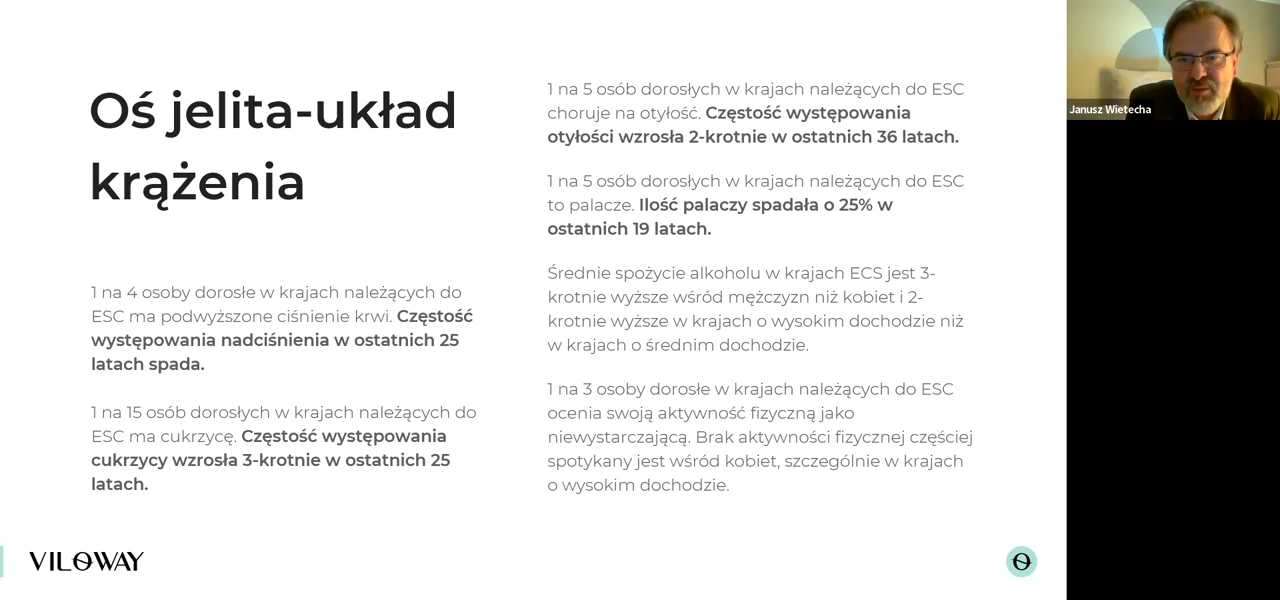 Oś jelita-układ
krążenia
1 na 4 osoby dorosłe w krajach należących do
ESC ma podwyższone ciśnienie krwi. Częstość
występowania nadciśnienia w ostatnich 25
latach spada.
1 na 15 osób dorosłych w krajach należących do
ESC ma cukrzycę. Częstość występowania
cukrzycy wzrosła 3-krotnie w ostatnich 25
latach.
1 na 5 osób dorosłych w krajach należących do ESC
choruje na otyłość. Częstość występowania
otyłości wzrosła 2-krotnie w ostatnich 36 latach.
1 na 5 osób dorosłych w krajach należących do ESC
to palacze. Ilość palaczy spadała o 25% w
ostatnich 19 latach.
Średnie spożycie alkoholu w krajach ECS jest 3-
krotnie wyższe wśród mężczyzn niż kobiet i 2-
krotnie wyższe w krajach o wysokim dochodzie niż
w krajach o średnim dochodzie.
1 na 3 osoby dorosłe w krajach należących do ESC
ocenia swoją aktywność fizyczną jako
niewystarczającą. Brak aktywności fizycznej częściej
spotykany jest wśród kobiet, szczególnie w krajach
o wysokim dochodzie.
VILOWAY
Janusz Wietecha